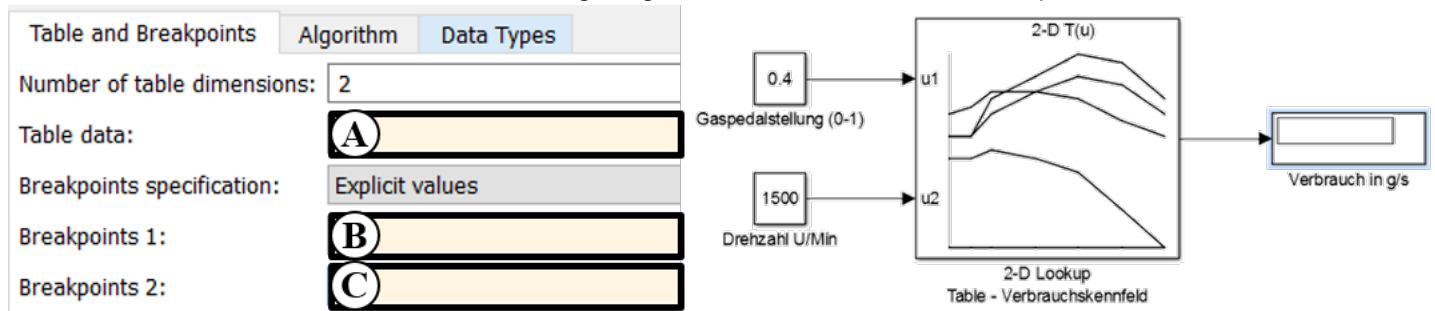 Table and Breakpoints Algorithm Data Types
Number of table dimensions: 2
Table data: A
Breakpoints specification: Explicit values
Breakpoints 1: B
Breakpoints 2: C
2-D T(u)
0.4
u1
Gaspedalstellung (0-1)
1500
u2
Drehzahl U/Min
Verbrauch in g/s
2-D Lookup
Table - Verbrauchskennfeld